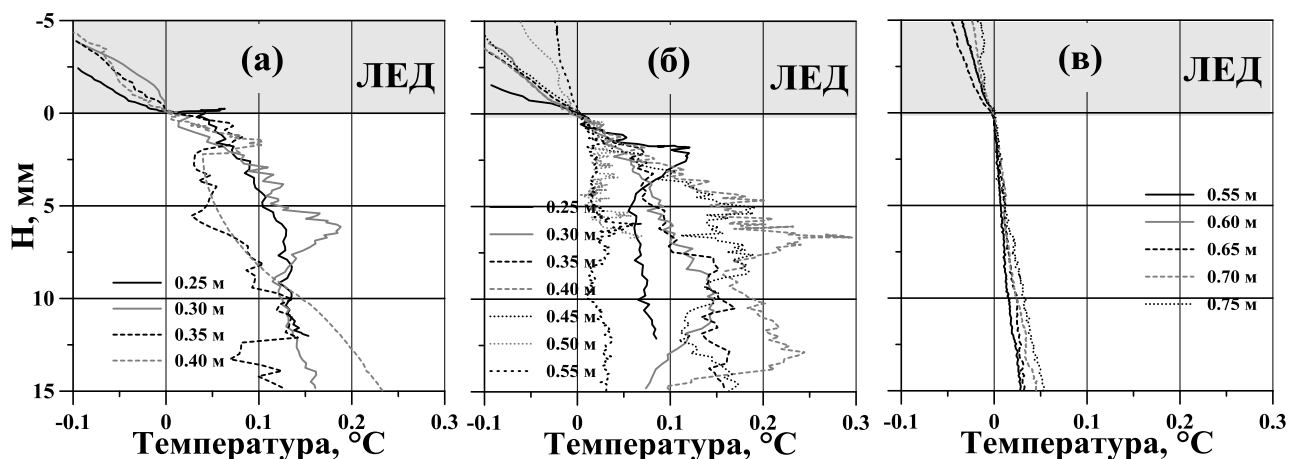 (а)
ЛЕД
-5
0
5
10
15
Н, мм
0.25 м
0.30 м
0.35 м
0.40 м
-0.1
0
0.1
0.2
0.3
Температура, °С
(б)
ЛЕД
0.25 м
0.30 м
0.35 м
0.40 м
0.45 м
0.50 м
0.55 м
-0.1
0
0.1
0.2
0.3
Температура, °С
(в)
ЛЕД
0.55 м
0.60 м
0.65 м
0.70 м
0.75 м
-0.1
0
0.1
0.2
0.3
Температура, °С